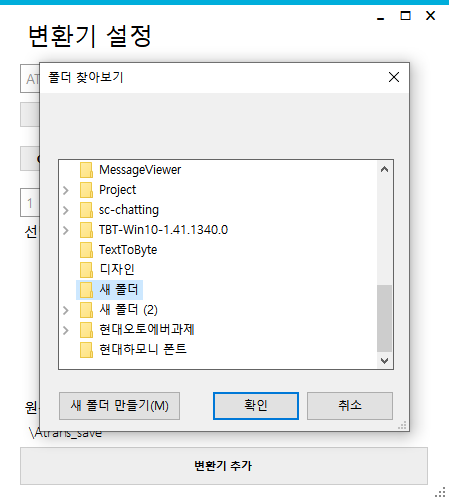 변환기 설정
AT
폴더 찾아보기
MessageViewer
Project
sc-chatting
TBT-Win10-1.41.1340.0
TextToByte
디자인
새 폴더
새 폴더 (2)
현대오토에버과제
현대하모니 폰트
1
선
새 폴더 만들기(M)
확인
취소
\Atrans_save
변환기 추가